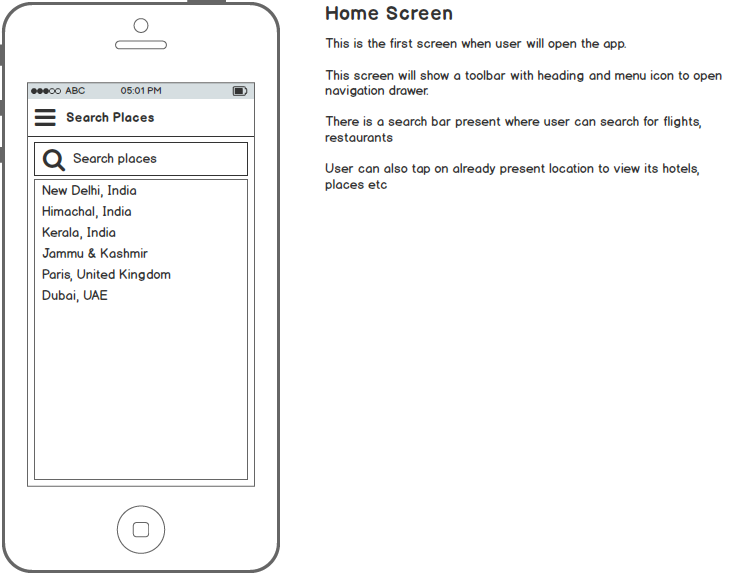 ABC 05:01 PM
Search Places
Search places
New Delhi, India
Himachal, India
Kerala, India
Jammu & Kashmir
Paris, United Kingdom
Dubai, UAE
Home Screen
This is the first screen when user will open the app.
This screen will show a toolbar with heading and menu icon to open
navigation drawer.
There is a search bar present where user can search for flights,
restaurants
User can also tap on already present location to view its hotels,
places etc